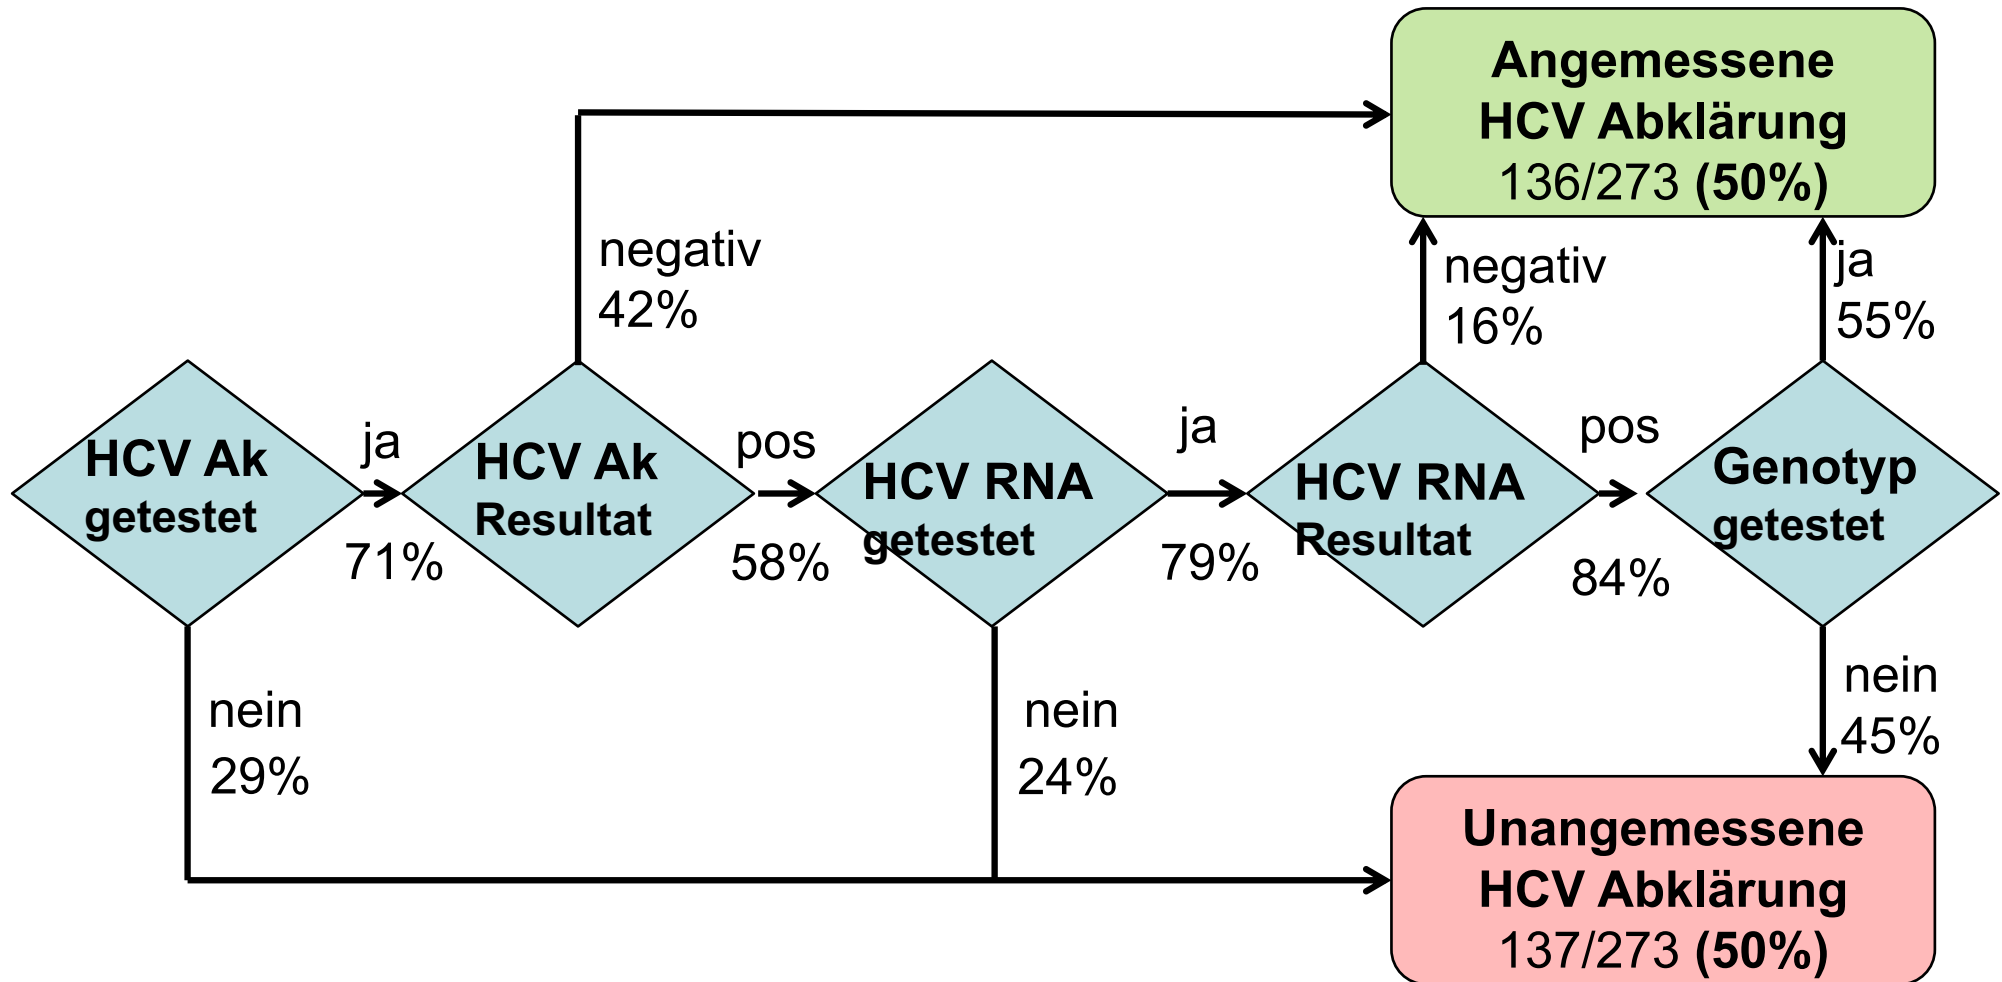 Angemessene
HCV Abklärung
136/273 (50%)
negativ
42%
negativ
16%
ja
55%
HCV Ak
getestet
ja
71%
HCV Ak
Resultat
pos
58%
HCV RNA
getestet
ja
79%
HCV RNA
Resultat
pos
84%
Genotyp
getestet
nein
29%
nein
24%
nein
45%
Unangemessene
HCV Abklärung
137/273 (50%)